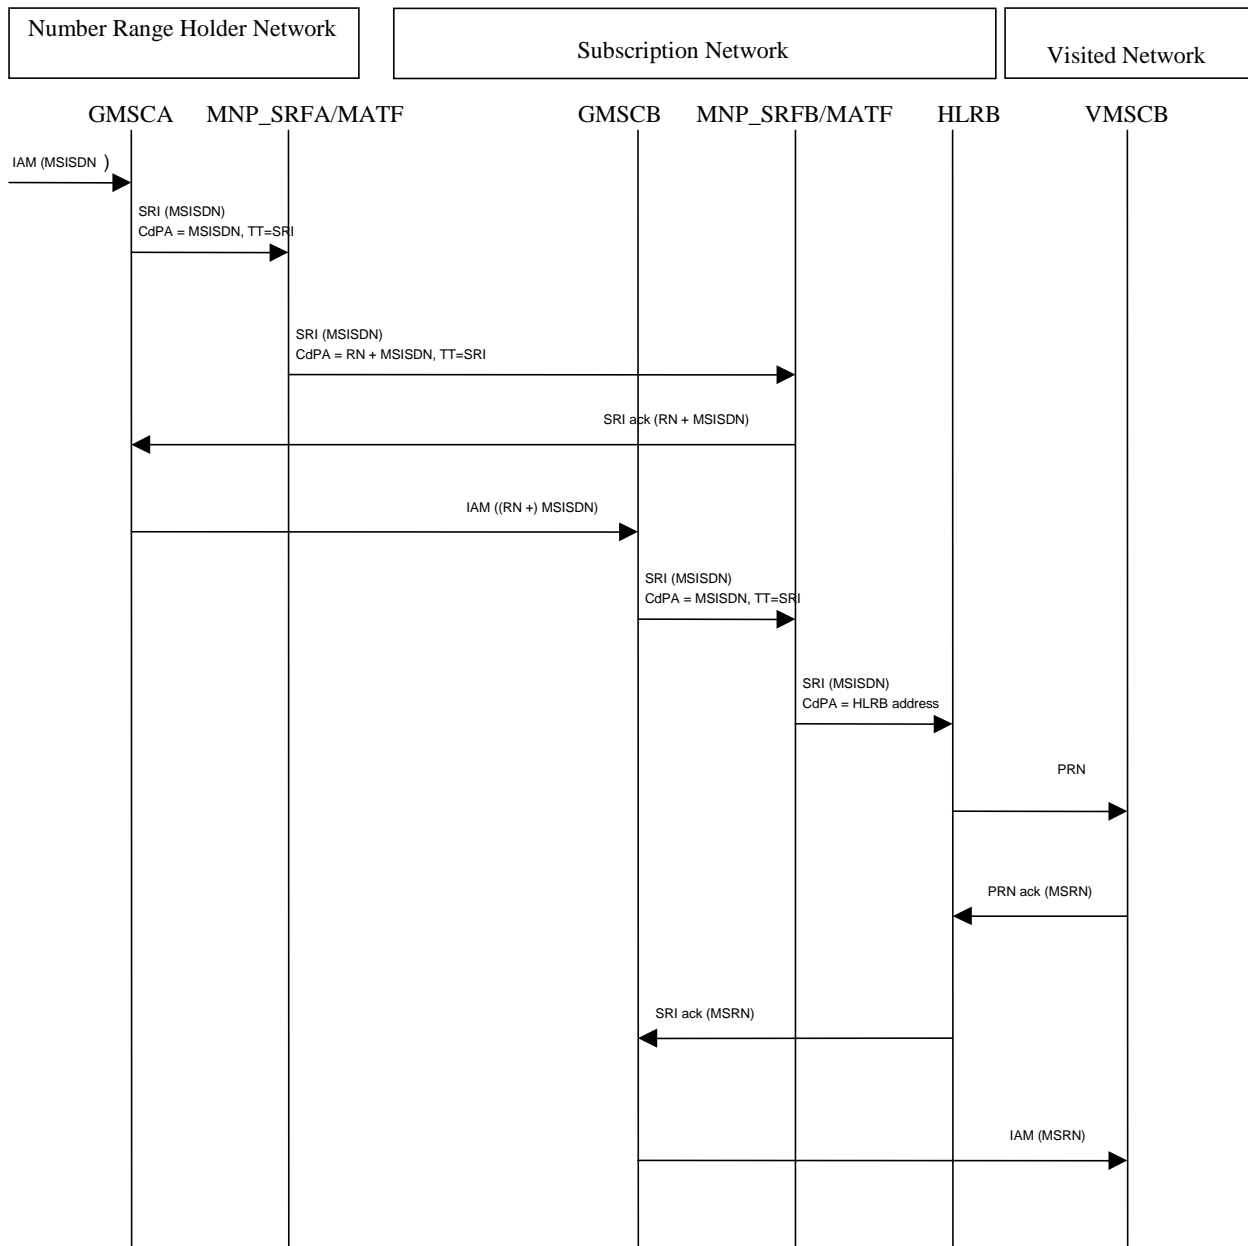 Number Range Holder Network
Subscription Network
Visited Network
GMSCA
MNP_SRFA/MATF
GMSCB
MNP_SRFB/MATF
HLRB
VMSCB
IAM (MSISDN )
SRI (MSISDN)
CdPA = MSISDN, TT=SRI
SRI (MSISDN)
CdPA = RN + MSISDN, TT=SRI
SRI ack (RN + MSISDN)
IAM ((RN +) MSISDN)
SRI (MSISDN)
CdPA = MSISDN, TT=SRI
SRI (MSISDN)
CdPA = HLRB address
PRN
PRN ack (MSRN)
SRI ack (MSRN)
IAM (MSRN)